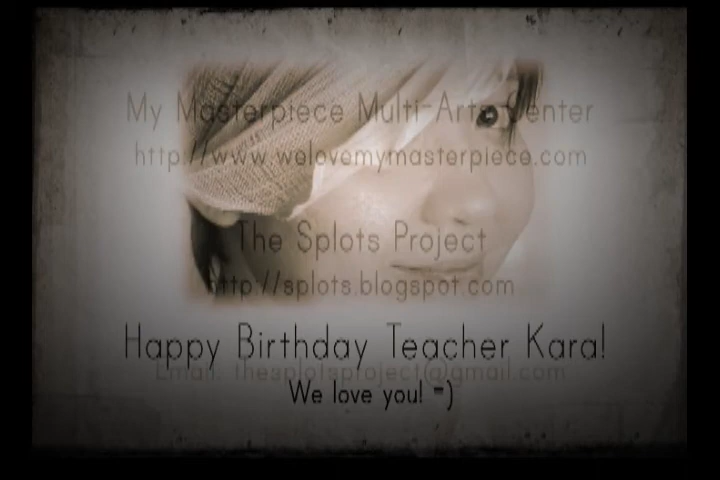 My Masterpiece Multi-Arts Center
http://www.welovemymasterpiece.com
The Splots Project
http://splots.blogspot.com
Happy Birthday Teacher Kara!
Email: thesplotsproject@gmail.com
We love you! =)